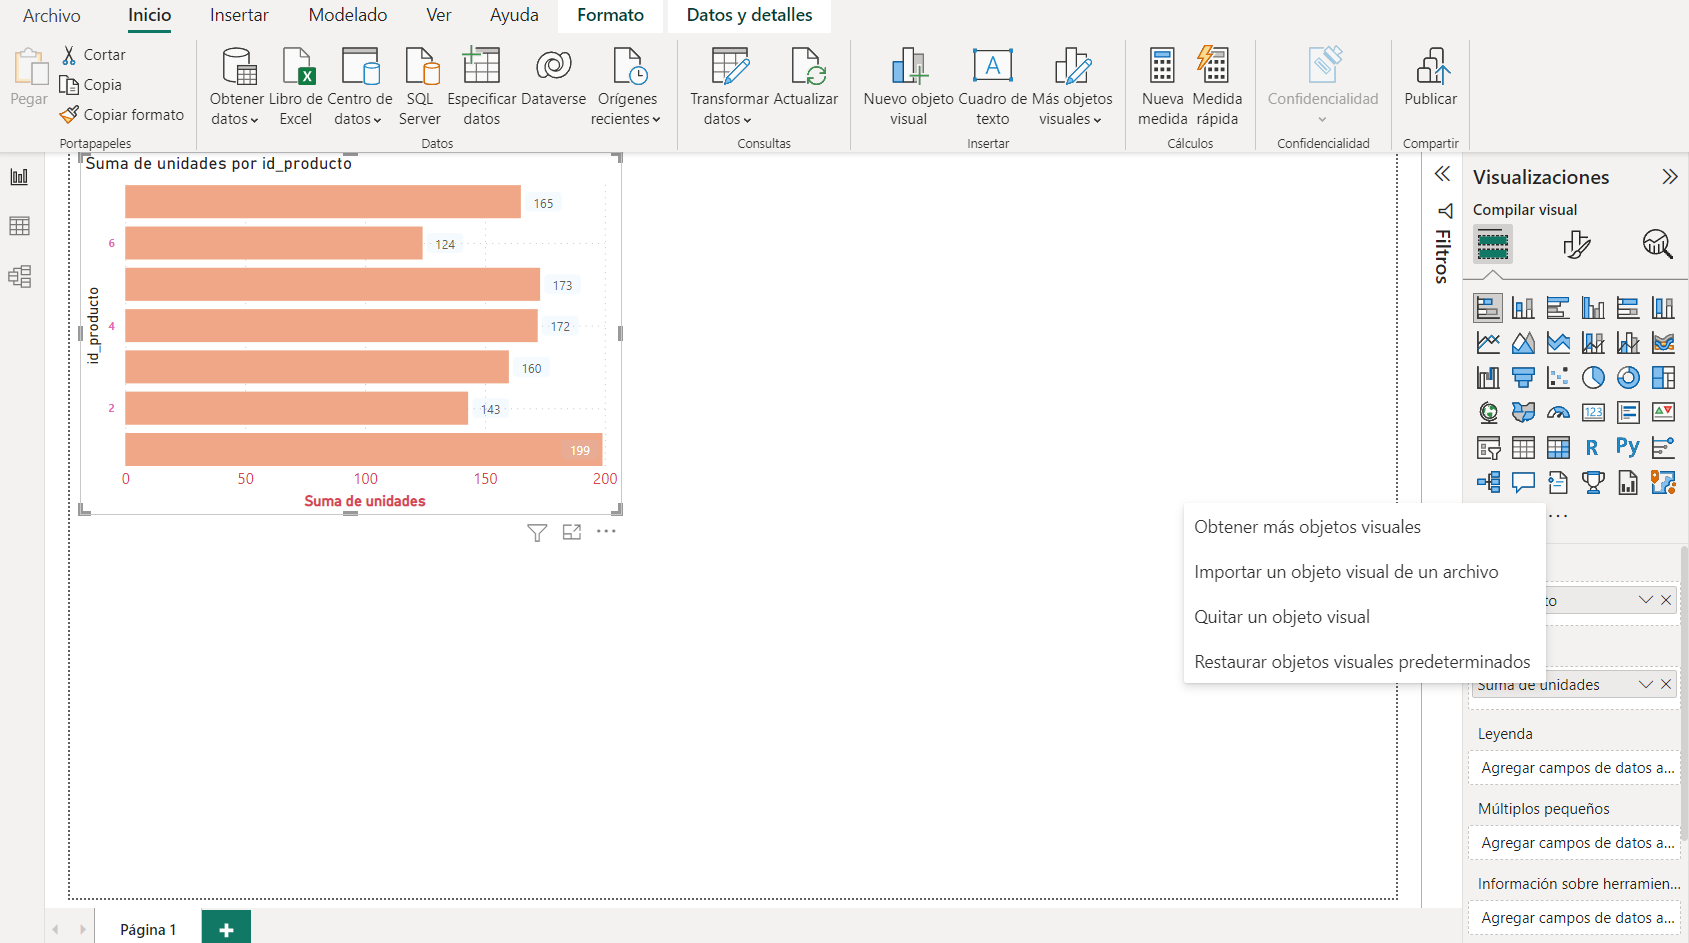 Archivo
Inicio
Insertar
Modelado
Ver
Ayuda
Formato
Datos y detalles
Pegar
Cortar
Copia
Copiar formato
Portapapeles
Obtener
datos
Libro de
Excel
Centro de
datos
SQL
Server
Especificar
datos
Dataverse
Orígenes
recientes
Datos
Transformar
datos
Actualizar
Consultas
Nuevo objeto
visual
Cuadro de
texto
Más objetos
visuales
Insertar
Nueva
medida
Medida
rápida
Cálculos
Confidencialidad
Confidencialidad
Publicar
Compartir
Suma de unidades por id_producto
165
6
124
173
4
172
160
2
143
199
id_producto
0
50
100
150
200
Suma de unidades
Filtros
Visualizaciones
Compilar visual
123
R
Py
Obtener más objetos visuales
Importar un objeto visual de un archivo
Quitar un objeto visual
Restaurar objetos visuales predeterminados
Suma de unidades
Leyenda
Agregar campos de datos a...
Múltiplos pequeños
Agregar campos de datos a...
Información sobre herramien...
Agregar campos de datos a...
Página 1